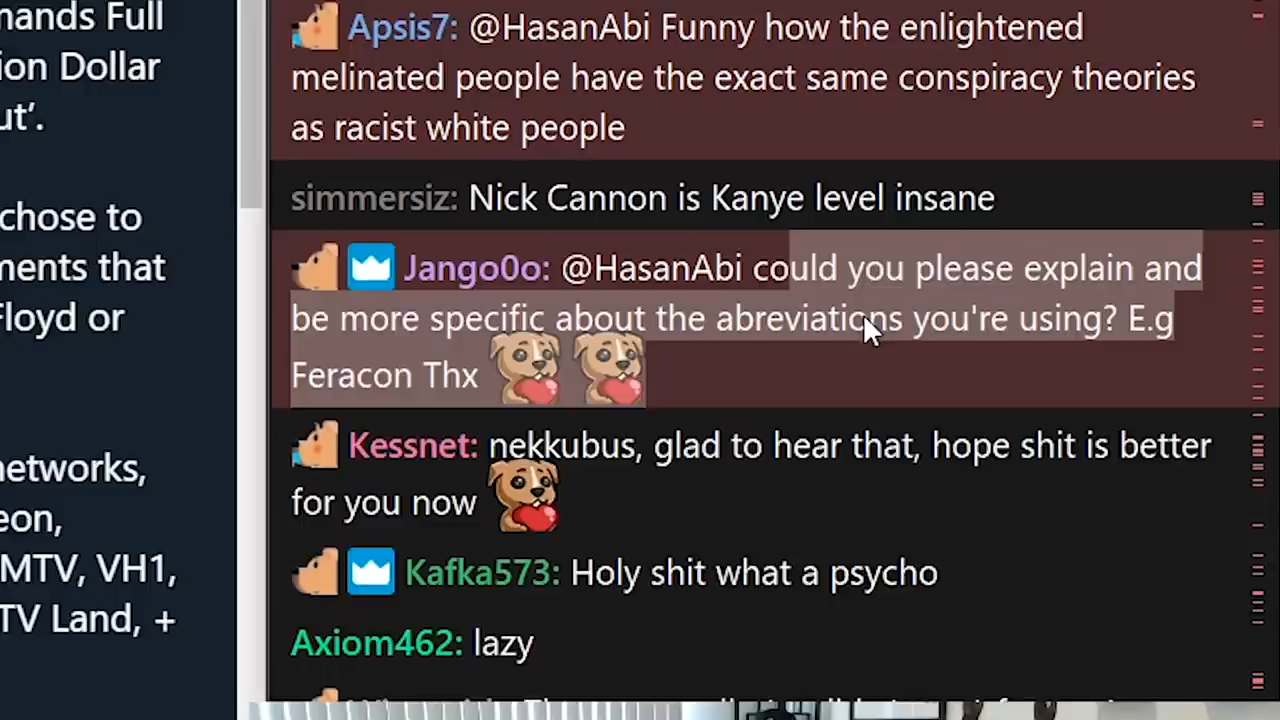 mands Full
ion Dollar
ut’.
chose to
ments that
Floyd or
networks,
eon,
MTV, VH1,
TV Land, +
Apsis7: @HasanAbi Funny how the enlightened
melinated people have the exact same conspiracy theories
as racist white people
simmersiz: Nick Cannon is Kanye level insane
Jango0o: @HasanAbi could you please explain and
be more specific about the abreviations you're using? E.g
Feracon Thx
Kessnet: nekkubus, glad to hear that, hope shit is better
for you now
Kafka573: Holy shit what a psycho
Axiom462: lazy